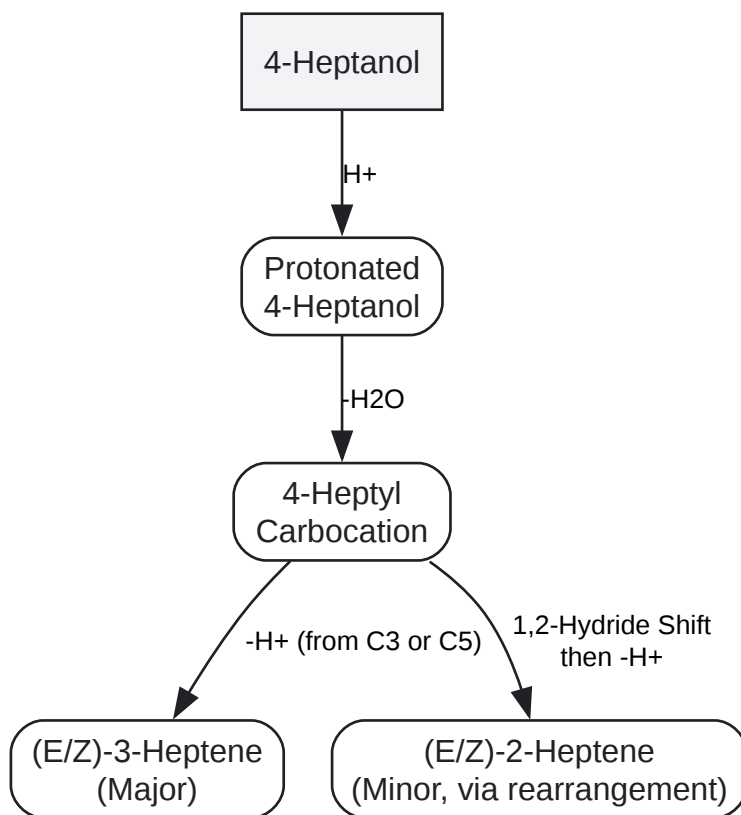 4-Heptanol
H+
Protonated
4-Heptanol
-H2O
4-Heptyl
Carbocation
-H+ (from C3 or C5)
1,2-Hydride Shift
then -H+
(E/Z)-3-Heptene
(Major)
(E/Z)-2-Heptene
(Minor, via rearrangement)